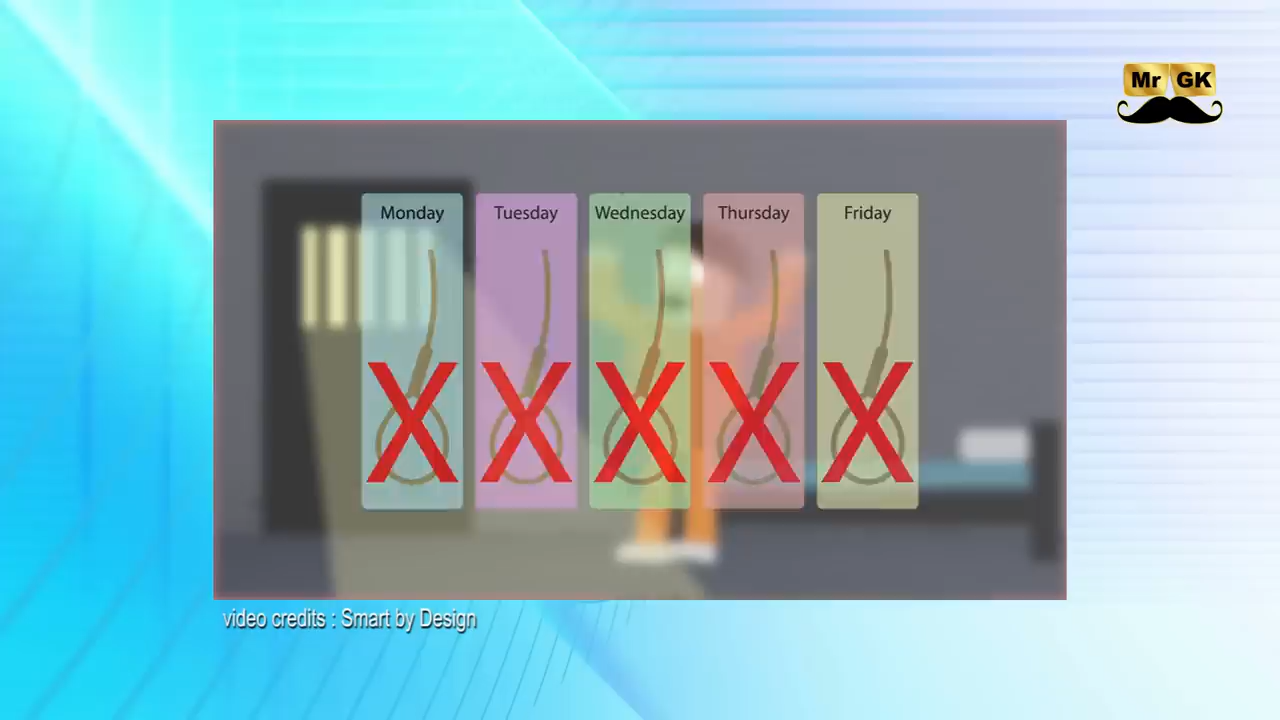 Mr GK
Monday Tuesday Wednesday Thursday Friday
X X X X X
video credits : Smart by Design